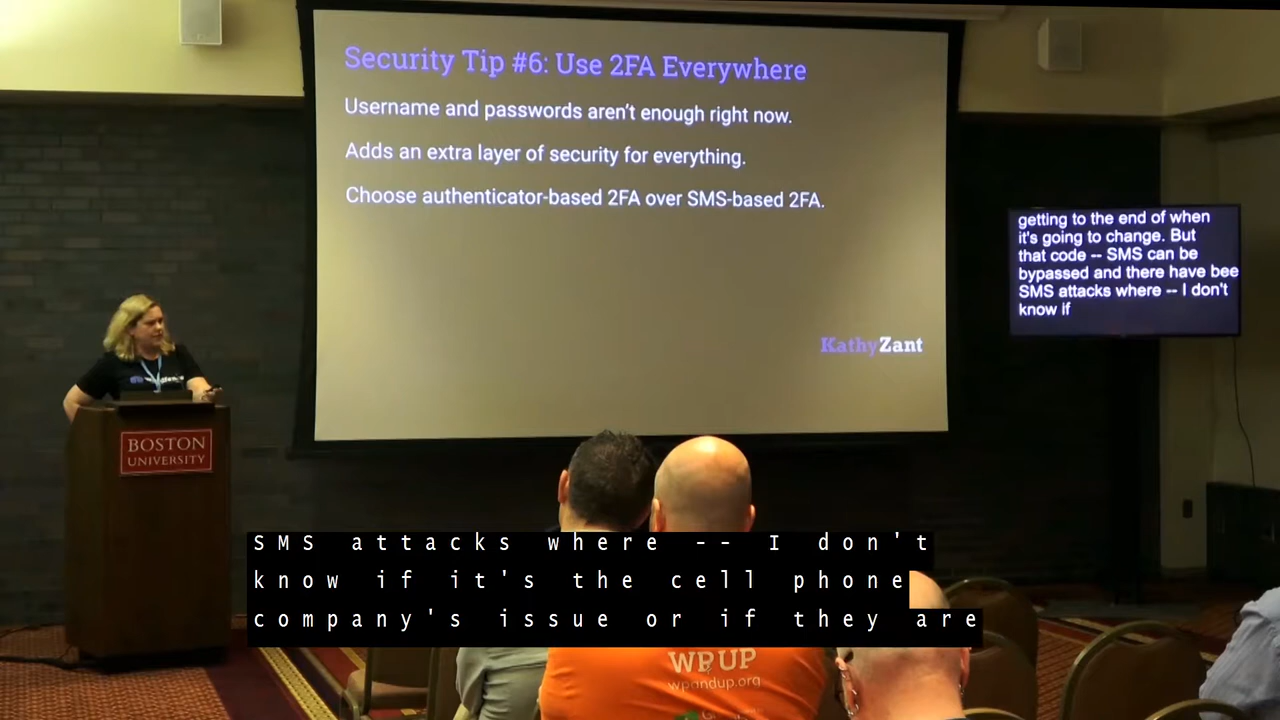 Security Tip #6: Use 2FA Everywhere
Username and passwords aren't enough right now.
Adds an extra layer of security for everything.
Choose authenticator-based 2FA over SMS-based 2FA.
KathyZant
getting to the end of when
it's going to change. But
that code -- SMS can be
bypassed and there have bee
SMS attacks where -- I don't
know if
BOSTON
UNIVERSITY
SMS attacks where -- I don't
know if it's the cell phone
company's issue or if they are
WP UP
wpandup.org